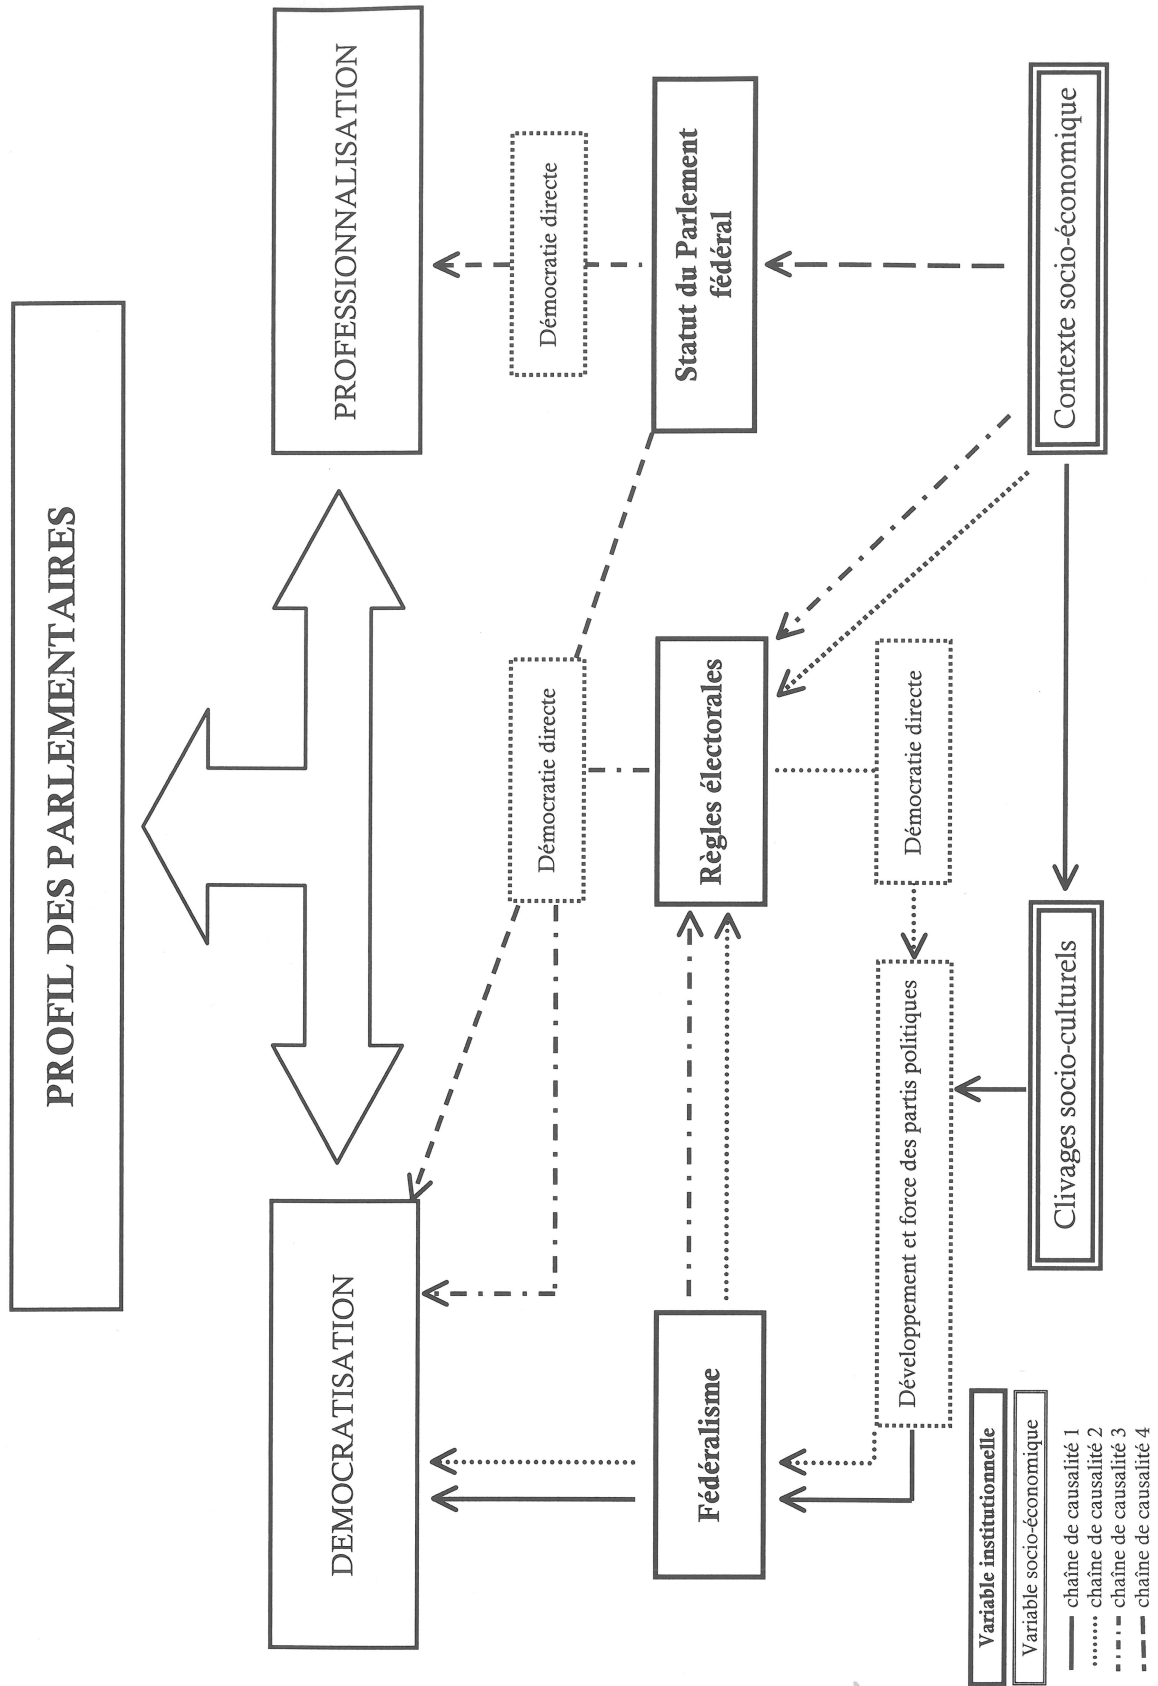 PROFIL DES PARLEMENTAIRES
DEMOCRATISATION
PROFESSIONNALISATION
Démocratie directe
Démocratie directe
Fédéralisme
Règles électorales
Statut du Parlement
fédéral
Développement et force des partis politiques
Démocratie directe
Clivages socio-culturels
Contexte socio-économique
Variable institutionnelle
Variable socio-économique
chaîne de causalité 1
chaîne de causalité 2
chaîne de causalité 3
chaîne de causalité 4